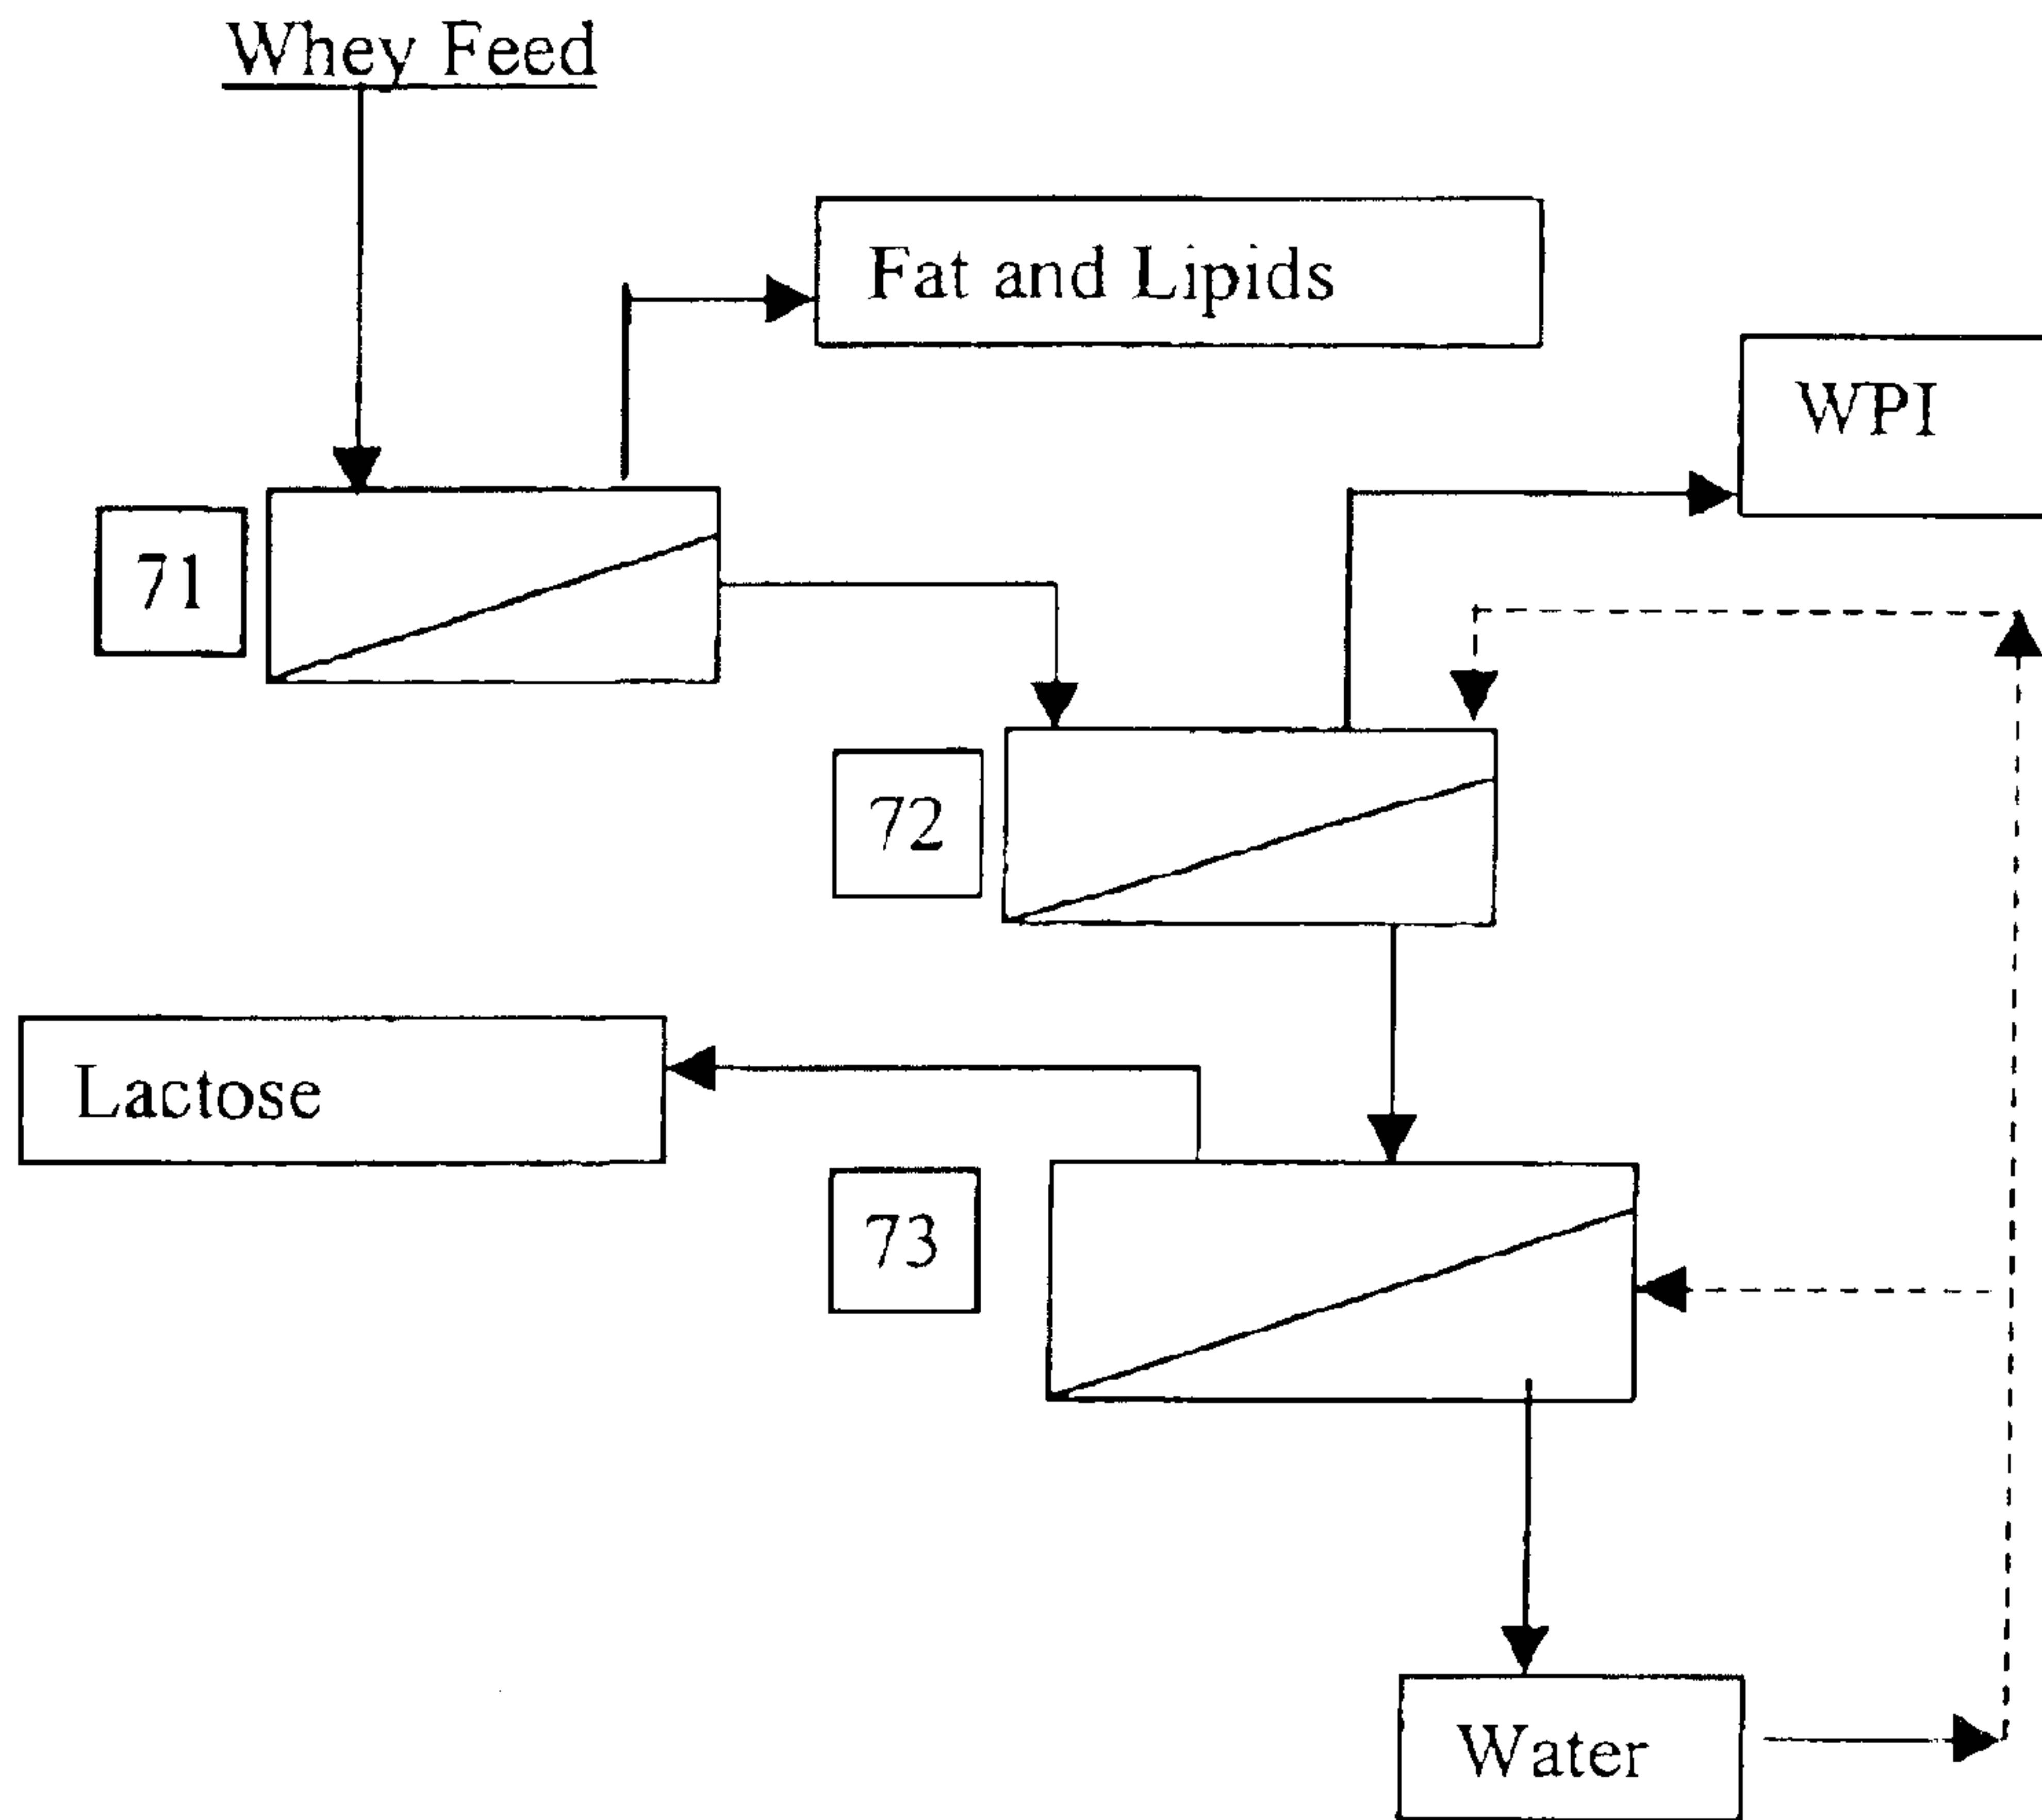 Whey Feed
Fat and Lipids
WPI
71
72
Lactose
73
Water